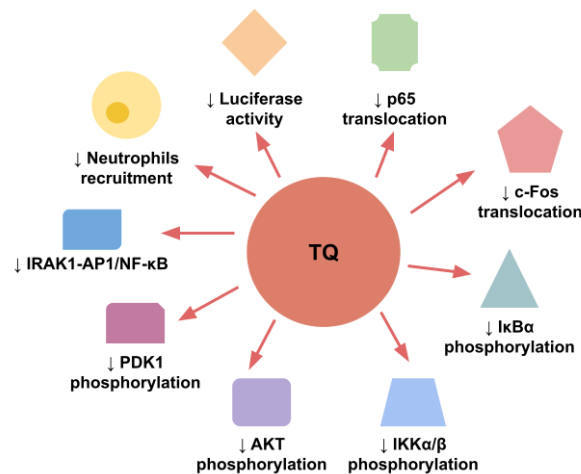 ↓ Luciferase
activity
↓ p65
translocation
↓ Neutrophils
recruitment
↓ c-Fos
translocation
TQ
↓ IRAK1-AP1/NF-κB
↓ IκBα
phosphorylation
↓ PDK1
phosphorylation
↓ AKT
phosphorylation
↓ IKKα/β
phosphorylation